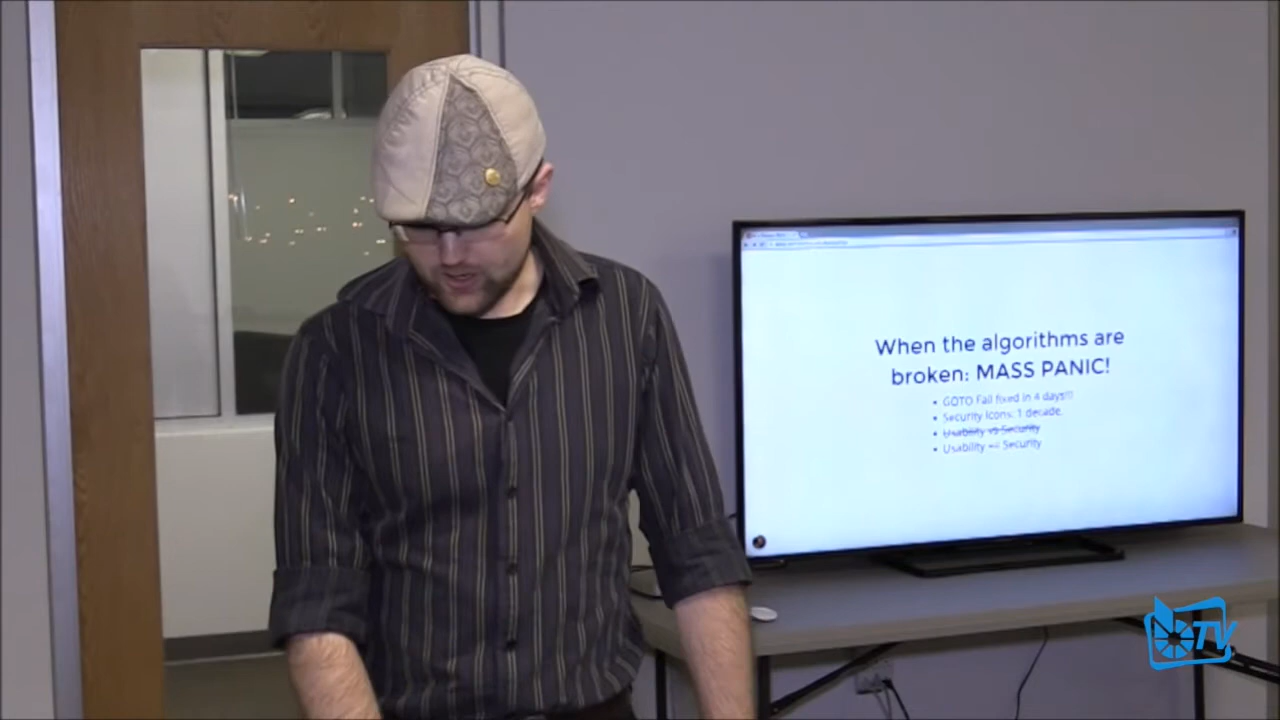 When the algorithms are
broken: MASS PANIC!
GOTO Fail fixed in 4 days!!!
Security Icons: 1 decade.
Usability vs Security
Usability == Security
TV